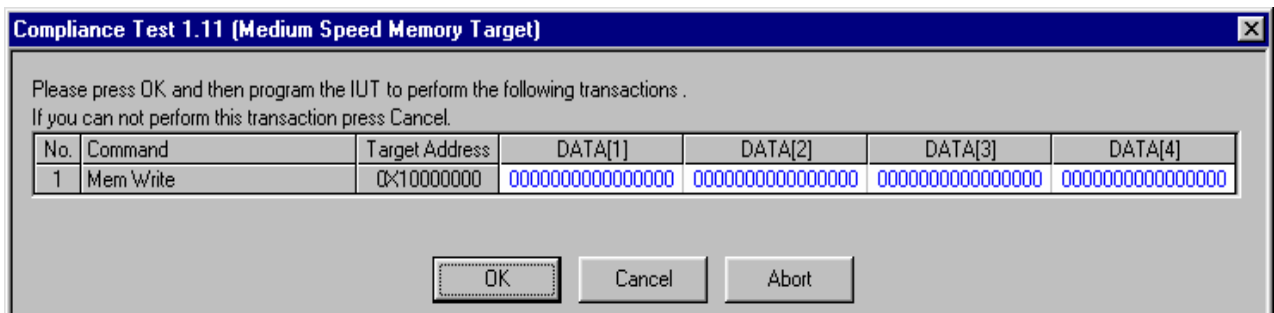 Compliance Test 1.11 (Medium Speed Memory Target)
Please press OK and then program the IUT to perform the following transactions .
If you can not perform this transaction press Cancel.
No. Command Target Address DATA[1] DATA[2] DATA[3] DATA[4]
1 Mem Write 0X10000000 0000000000000000 0000000000000000 0000000000000000 0000000000000000
OK Cancel Abort